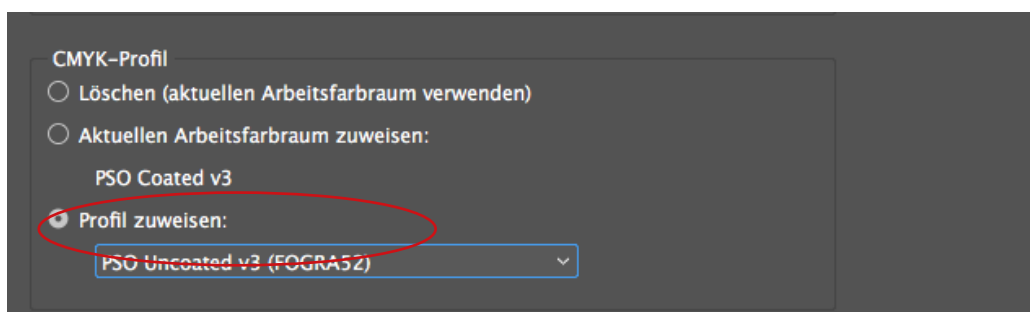 CMYK-Profil
Löschen (aktuellen Arbeitsfarbraum verwenden)
Aktuellen Arbeitsfarbraum zuweisen:
PSO Coated v3
Profil zuweisen:
PSO Uncoated v3 (FOGRA52)